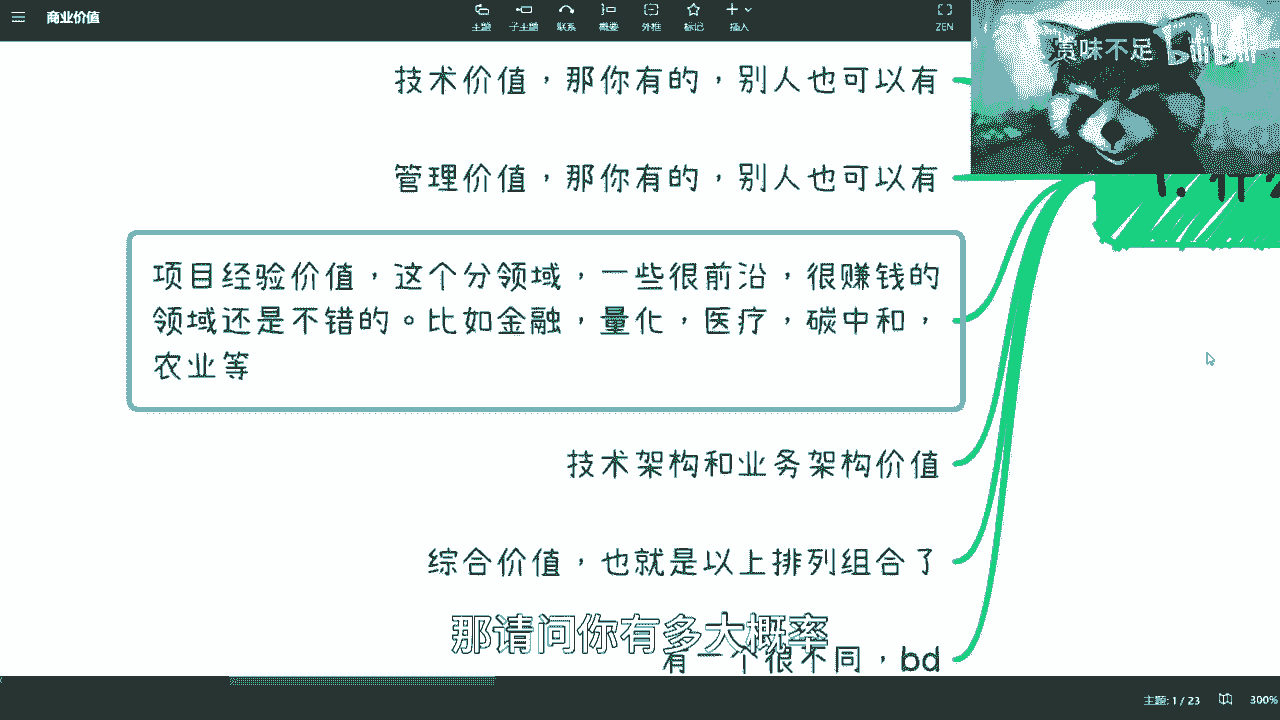 商业价值
主题
子主题
联系
概要
外框
标记
插入
ZEN
赏味不足
bilibili
技术价值，那你有的，别人也可以有
管理价值，那你有的，别人也可以有
项目经验价值，这个分领域，一些很前沿，很赚钱的
领域还是不错的。比如金融，量化，医疗，碳中和，
农业等
技术架构和业务架构价值
综合价值，也就是以上排列组合了
那请问你有多大概率
有一个很不同，bd
主题: 1 / 23
300%